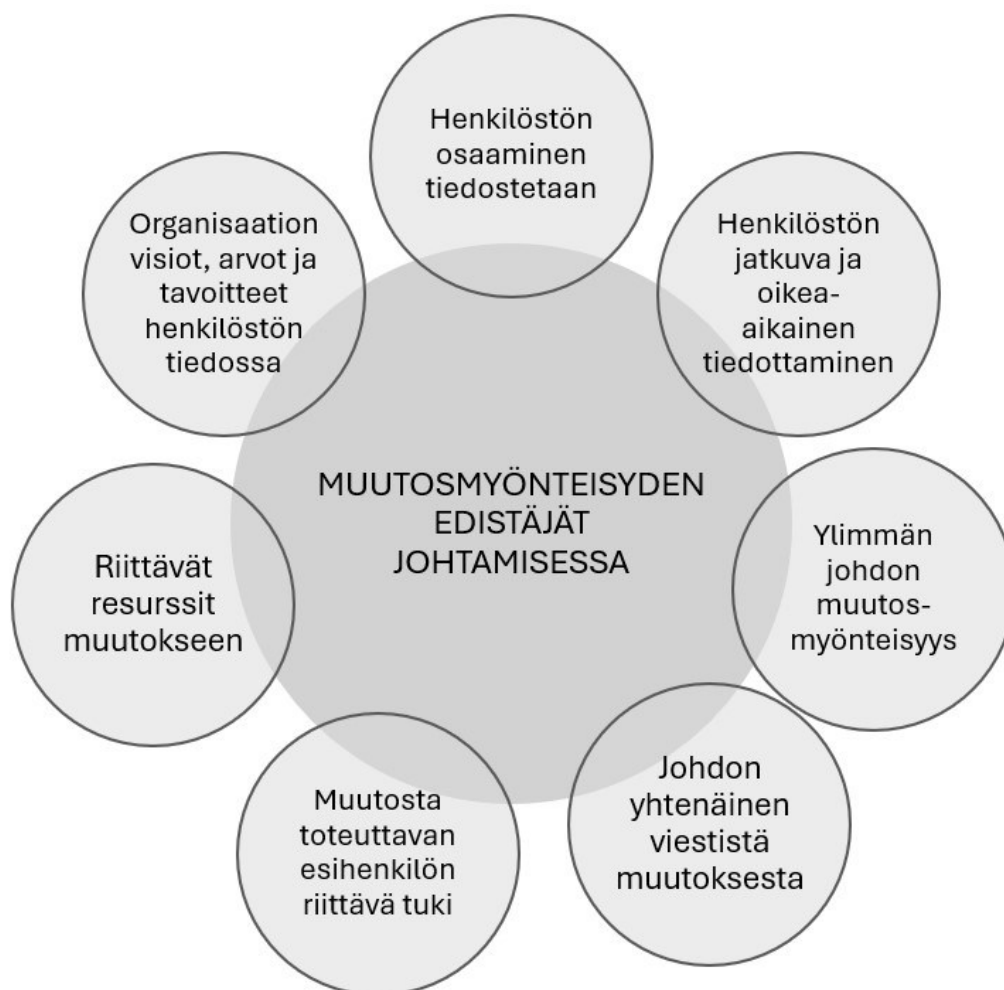 Henkilöstön
osaaminen
tiedostetaan
Henkilöstön
jatkuva ja
oikea-
aikainen
tiedottaminen
Organisaation
visiot, arvot ja
tavoitteet
henkilöstön
tiedossa
MUUTOSMYÖNTEISYDEN
EDISTÄJÄT
JOHTAMISESSA
Ylimmän
johdon
muutos-
myönteisyys
Riittävät
resurssit
muutokseen
Johdon
yhtenäinen
viestistä
muutoksesta
Muutosta
toteuttavan
esihenkilön
riittävä tuki